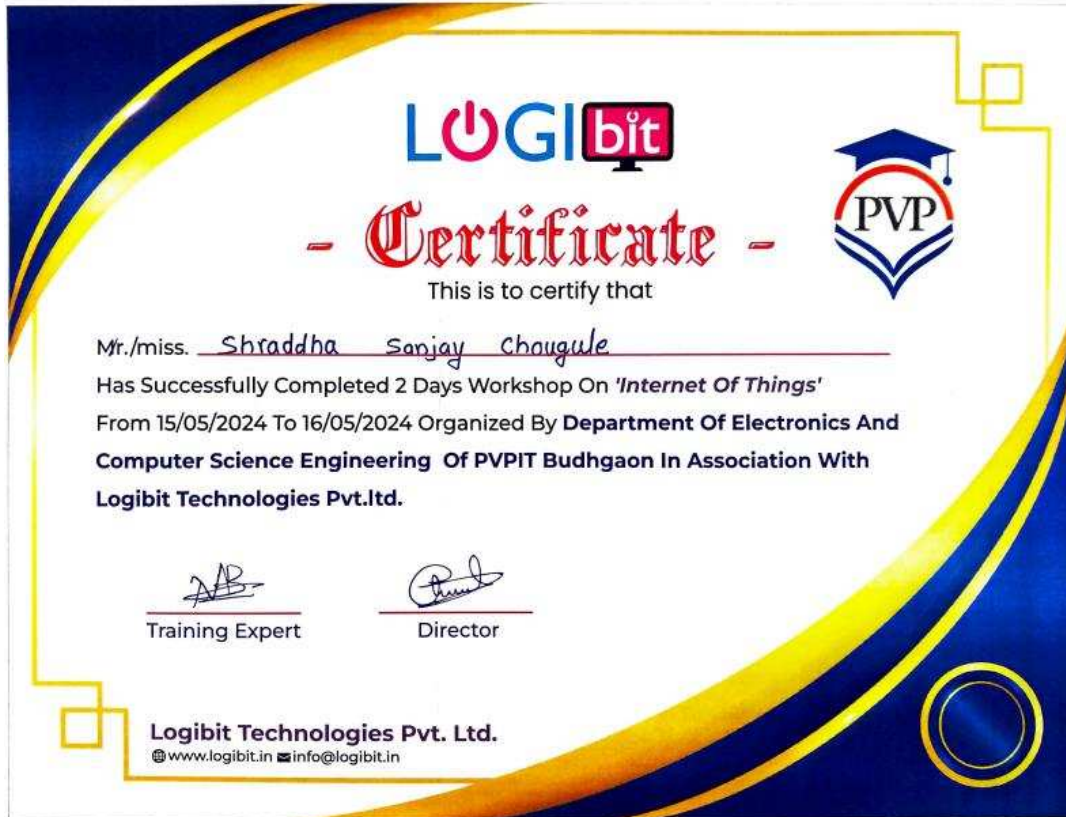 LOGIbit
PVP
- Certificate -
This is to certify that
Mr./miss. Shraddha Sanjay Chougule
Has Successfully Completed 2 Days Workshop On 'Internet Of Things'
From 15/05/2024 To 16/05/2024 Organized By Department Of Electronics And
Computer Science Engineering Of PVPIT Budhgaon In Association With
Logibit Technologies Pvt.ltd.
Training Expert
Director
Logibit Technologies Pvt. Ltd.
www.logibit.in info@logibit.in